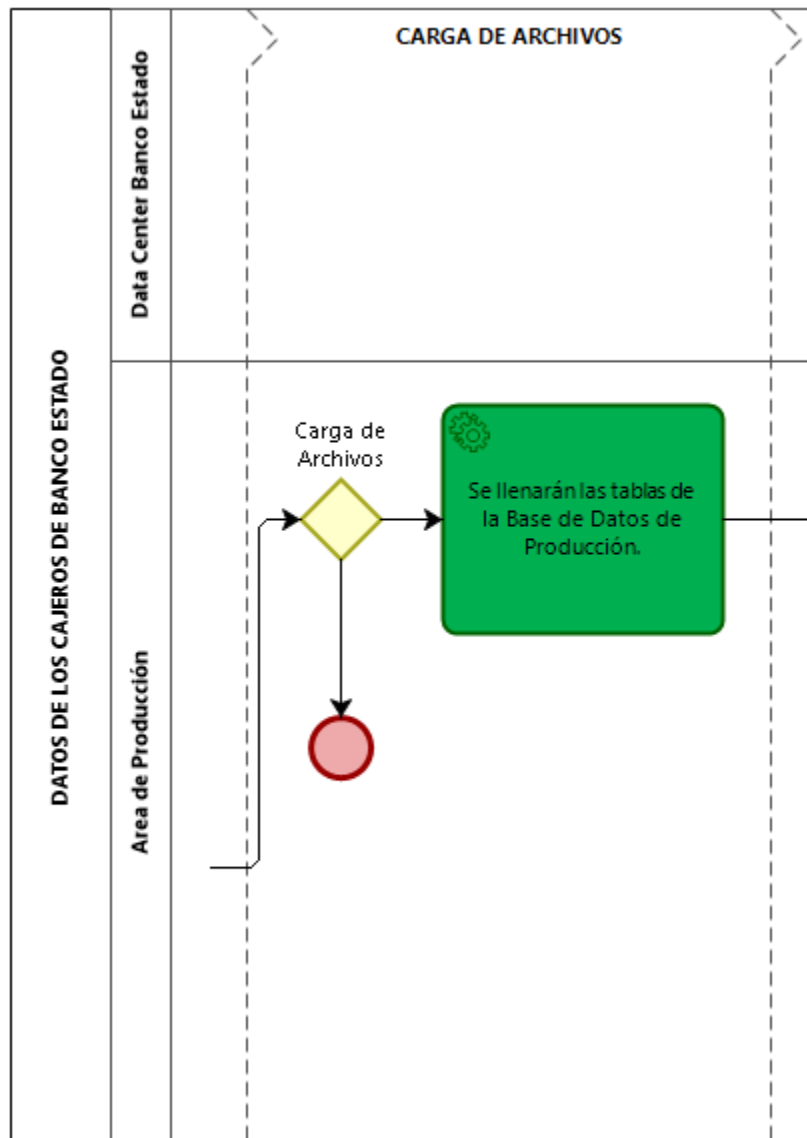 CARGA DE ARCHIVOS
DATOS DE LOS CAJEROS DE BANCO ESTADO
Data Center Banco Estado
Area de Producción
Carga de
Archivos
Se llenarán las tablas de
la Base de Datos de
Producción.